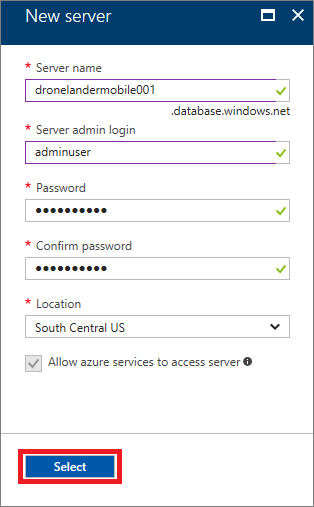 New server
* Server name
dronelandermobile001
.database.windows.net
* Server admin login
adminuser
* Password
●●●●●●●●●●
* Confirm password
●●●●●●●●●●
* Location
South Central US
Allow azure services to access server
Select